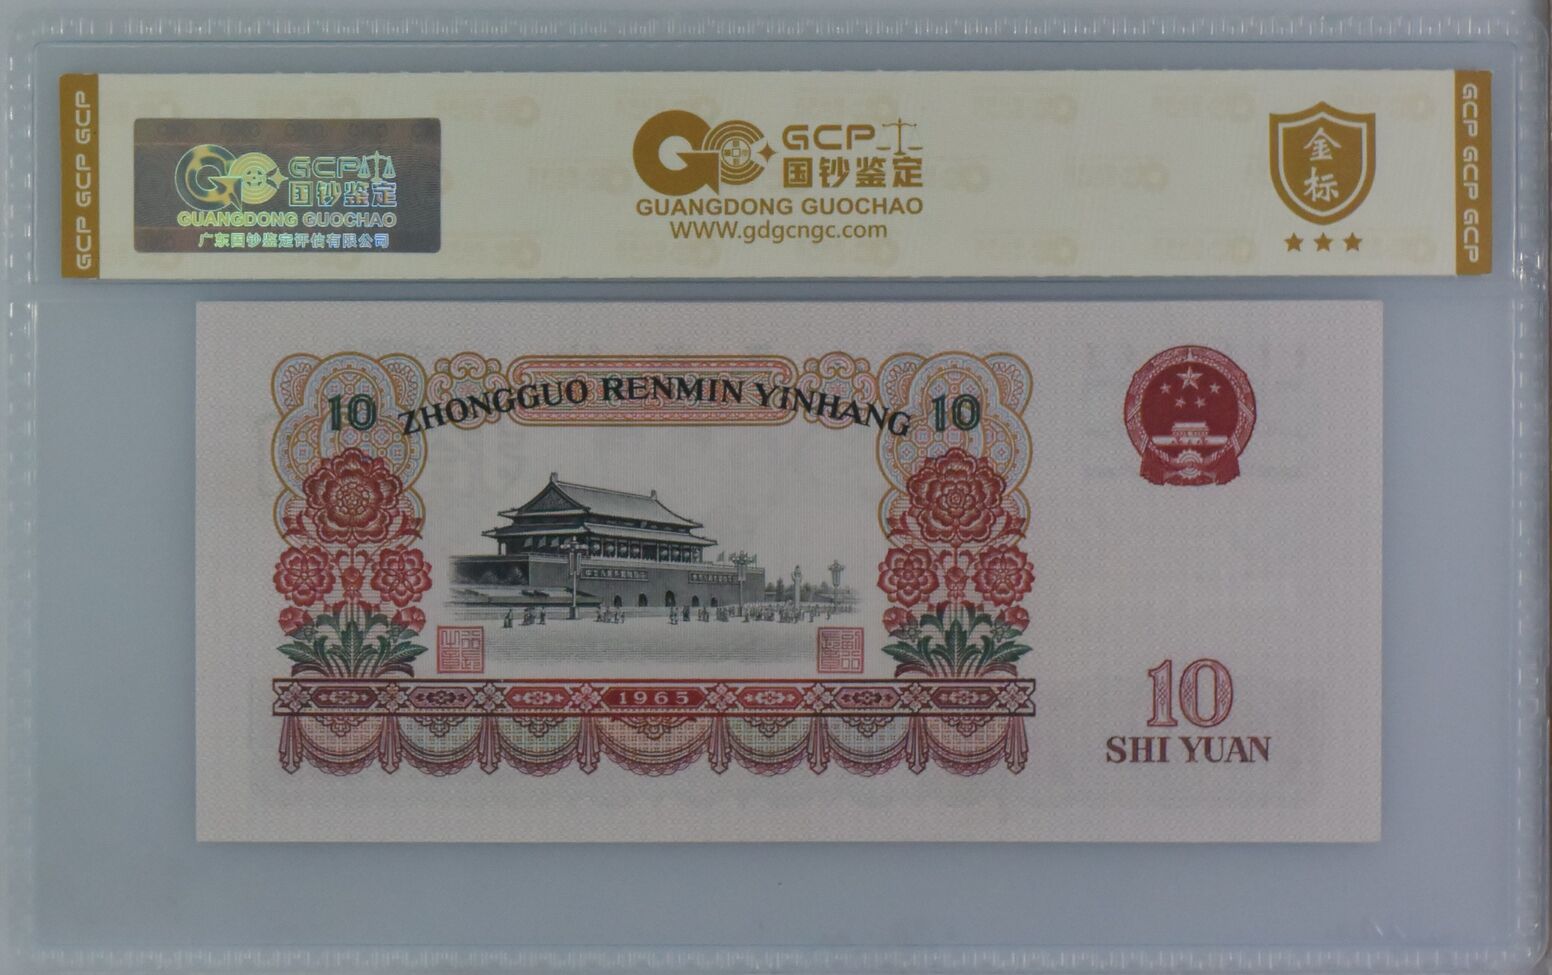 GCP GCP GCP
GCP
国钞鉴定
GUANGDONG GUOCHAO
广东国钞鉴定评估有限公司
GCP
国钞鉴定
GUANGDONG GUOCHAO
www.gdgcngc.com
金
标
GCP GCP GCP
10 ZHONGGUO RENMIN YINHANG 10
1965
10
SHI YUAN